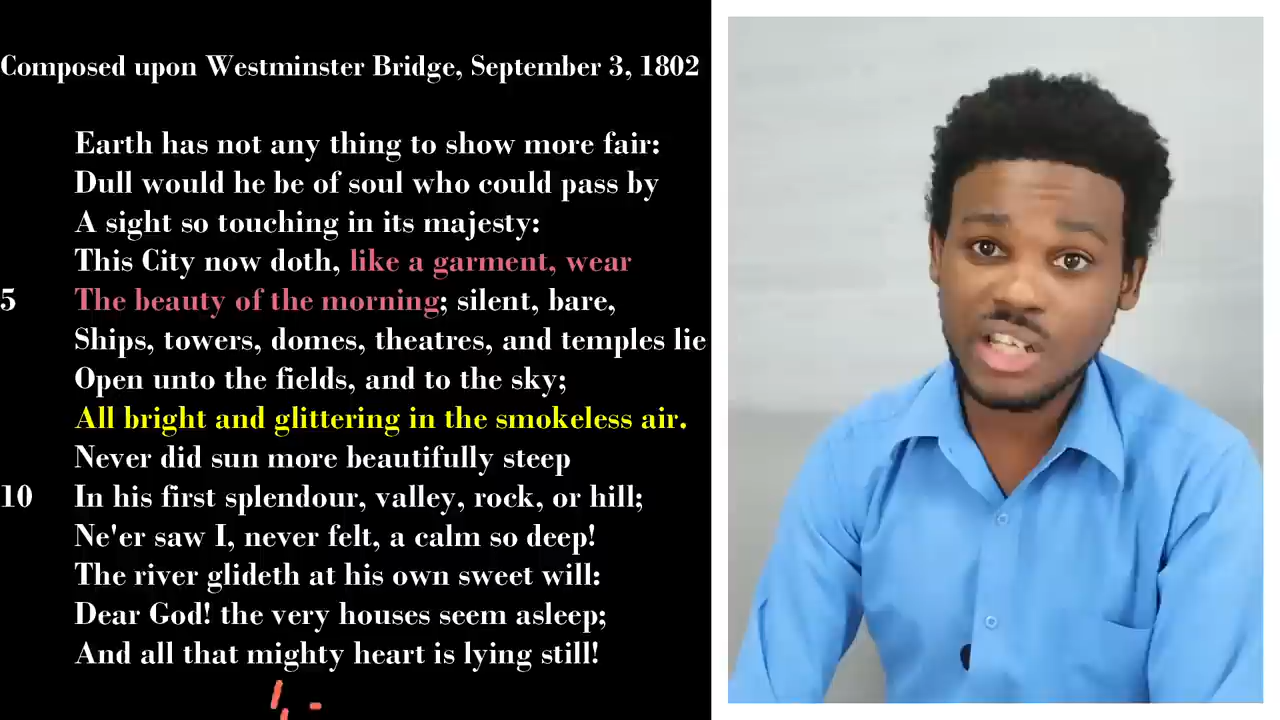 Composed upon Westminster Bridge, September 3, 1802
Earth has not any thing to show more fair:
Dull would he be of soul who could pass by
A sight so touching in its majesty:
This City now doth, like a garment, wear
5 The beauty of the morning; silent, bare,
Ships, towers, domes, theatres, and temples lie
Open unto the fields, and to the sky;
All bright and glittering in the smokeless air.
Never did sun more beautifully steep
10 In his first splendour, valley, rock, or hill;
Ne'er saw I, never felt, a calm so deep!
The river glideth at his own sweet will:
Dear God! the very houses seem asleep;
And all that mighty heart is lying still!